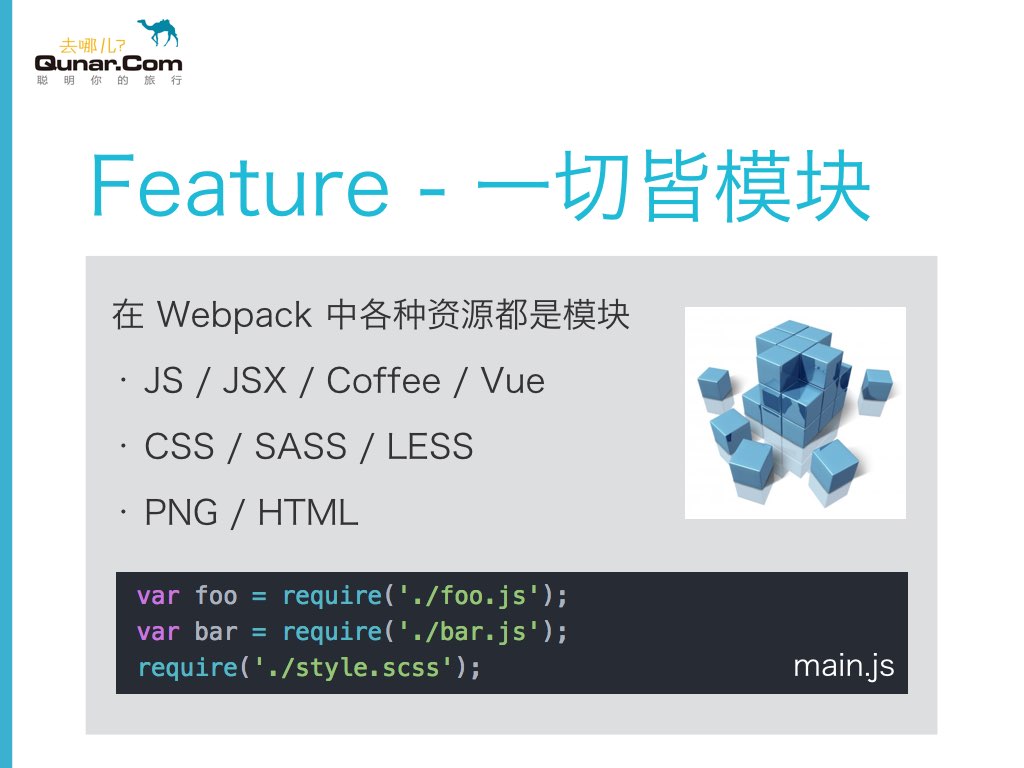 去哪儿?
Qunar.Com
聪明你的旅行
Feature - 一切皆模块
在 Webpack 中各种资源都是模块
· JS / JSX / Coffee / Vue
· CSS / SASS / LESS
· PNG / HTML
var foo = require('./foo.js');
var bar = require('./bar.js');
require('./style.scss');
main.js